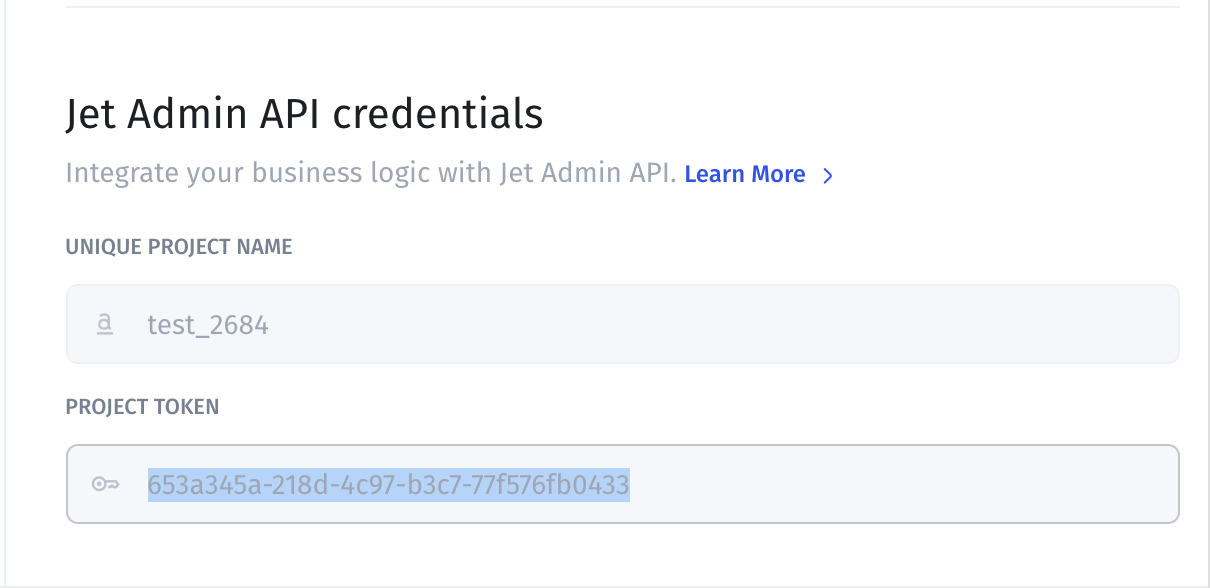 Jet Admin API credentials
Integrate your business logic with Jet Admin API. Learn More >
UNIQUE PROJECT NAME
a test_2684
PROJECT TOKEN
653a345a-218d-4c97-b3c7-77f576fb0433